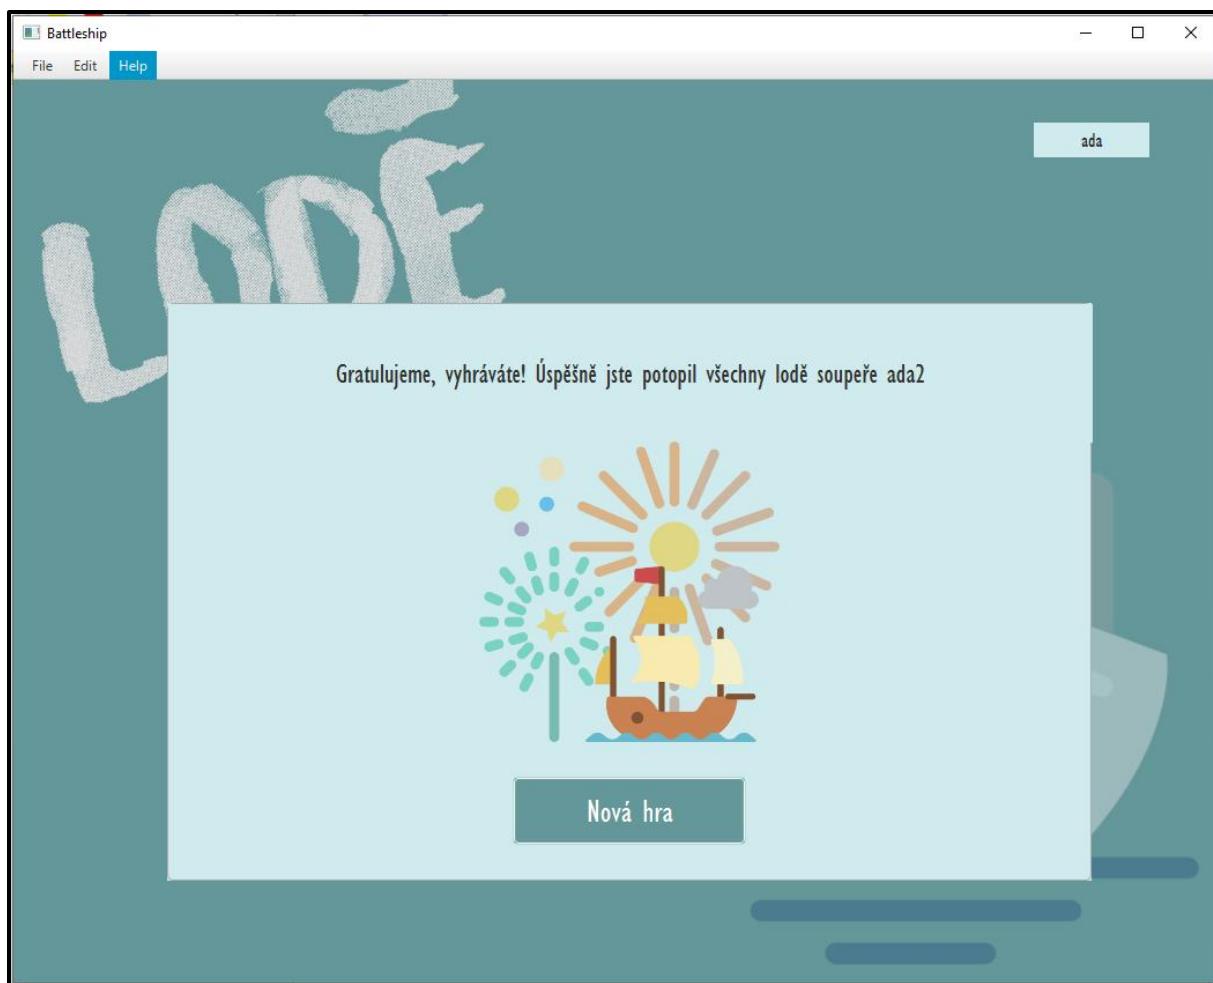 Battleship
File Edit Help
LODĚ
ada
Gratulujeme, vyhráváte! Úspěšně jste potopil všechny lodě soupeře ada2
Nová hra